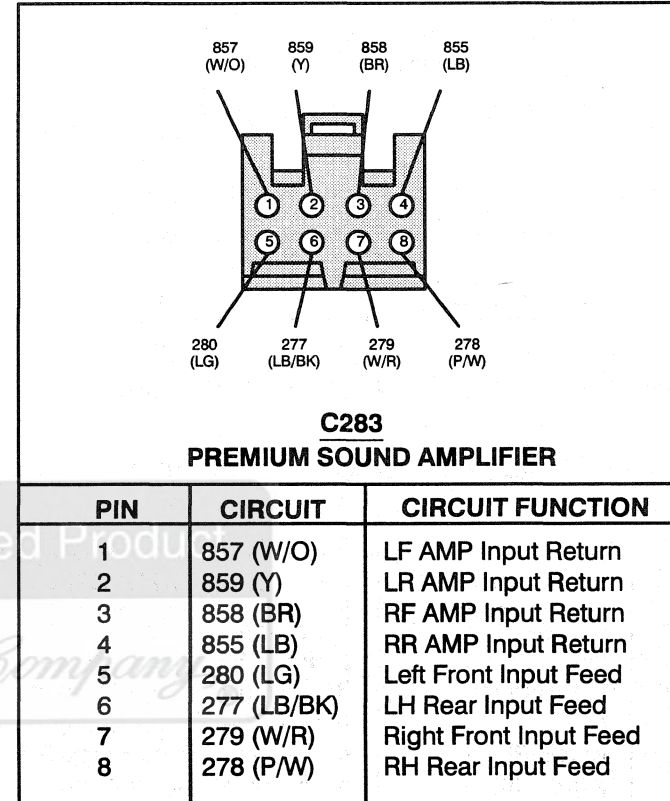 857 859 858 855
(W/O) (Y) (BR) (LB)
1 2 3 4
5 6 7 8
280 277 279 278
(LG) (LB/BK) (W/R) (P/W)
C283
PREMIUM SOUND AMPLIFIER
PIN CIRCUIT CIRCUIT FUNCTION
1 857 (W/O) LF AMP Input Return
2 859 (Y) LR AMP Input Return
3 858 (BR) RF AMP Input Return
4 855 (LB) RR AMP Input Return
5 280 (LG) Left Front Input Feed
6 277 (LB/BK) LH Rear Input Feed
7 279 (W/R) Right Front Input Feed
8 278 (P/W) RH Rear Input Feed
Product